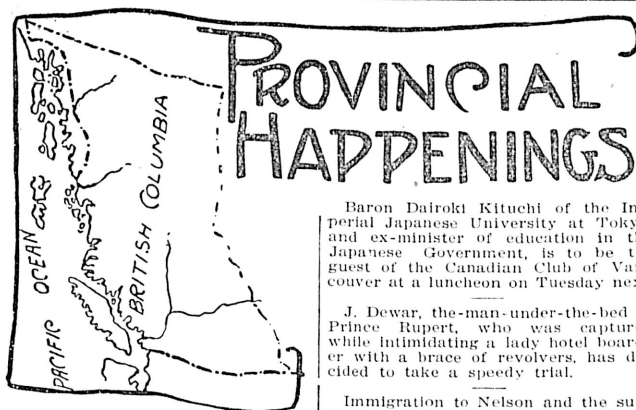 PROVINCIAL
HAPPENINGS
PACIFIC OCEAN
BRITISH COLUMBIA
Baron Dairoki Kituchi of the Im
perial Japanese University at Toky
and ex-minister of education in th
Japanese Government, is to be th
guest of the Canadian Club of Van
couver at a luncheon on Tuesday nex
J. Dewar, the-man-under-the-bed
Prince Rupert, who was captur
while intimidating a lady hotel boar
er with a brace of revolvers, has d
cided to take a speedy trial.
Immigration to Nelson and the su